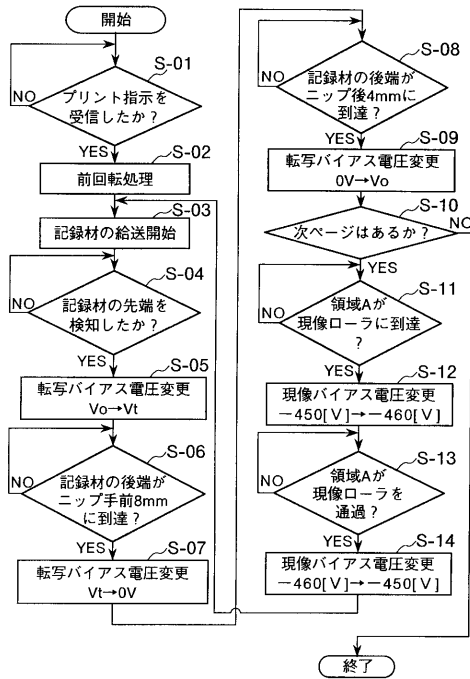 開始
S-01
プリント指示を
受信したか？
NO
YES
S-02
前回転処理
S-03
記録材の給送開始
S-04
記録材の先端を
検知したか？
NO
YES
S-05
転写バイアス電圧変更
Vo→Vt
S-06
記録材の後端が
ニップ手前8mm
に到達？
NO
YES
S-07
転写バイアス電圧変更
Vt→0V
S-08
記録材の後端が
ニップ後4mmに
到達？
NO
YES
S-09
転写バイアス電圧変更
0V→Vo
S-10
次ページはあるか？
NO
YES
S-11
領域Aが
現像ローラに到達
？
NO
YES
S-12
現像バイアス電圧変更
−450[V]→−460[V]
S-13
領域Aが
現像ローラを
通過？
NO
YES
S-14
現像バイアス電圧変更
−460[V]→−450[V]
終了